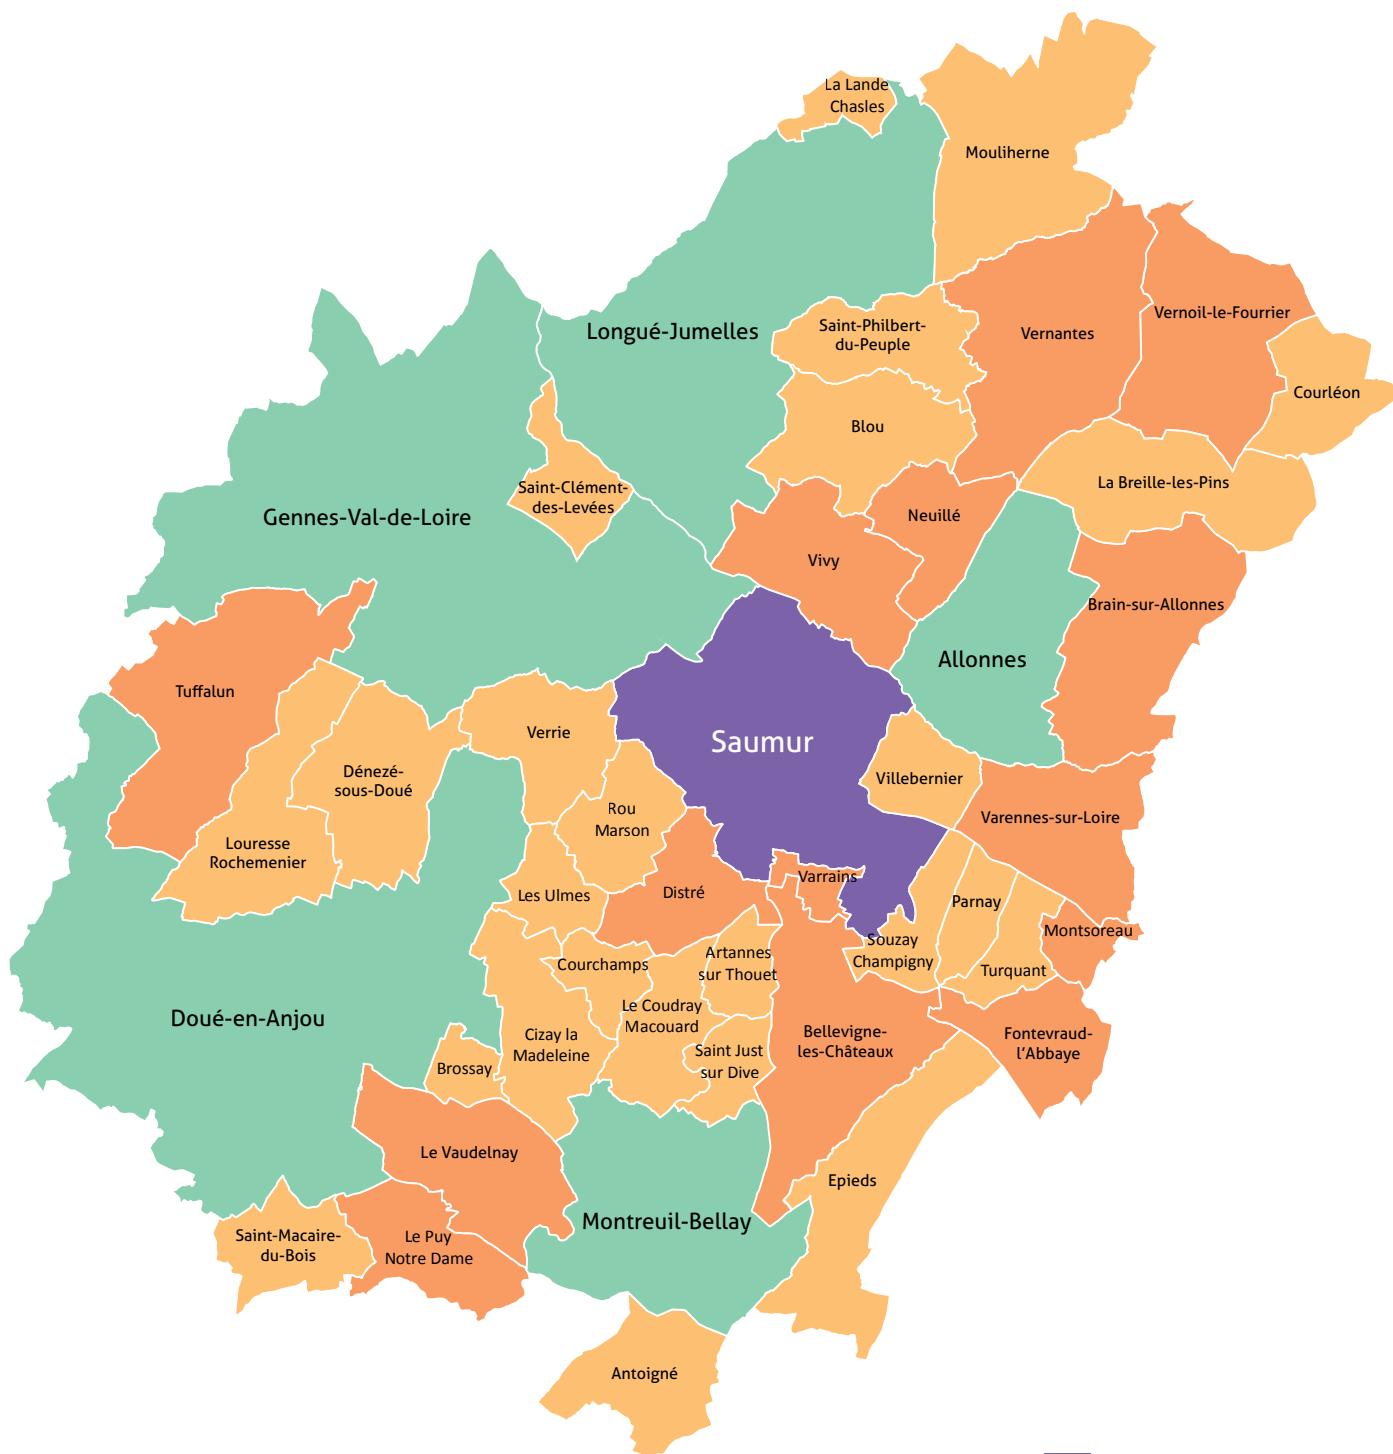 La Lande
Chasles
Mouliherne
Longué-Jumelles
Saint-Philbert-
du-Peuple
Vernantes
Vernoil-le-Fourrier
Courléon
Blou
La Breille-les-Pins
Saint-Clément-
des-Levées
Gennes-Val-de-Loire
Neuillé
Vivy
Brain-sur-Allonnes
Allonnes
Tuffalun
Verrie
Saumur
Dénezé-
sous-Doué
Villebernier
Rou
Marson
Varennes-sur-Loire
Louresse
Rochemenier
Les Ulmes
Distré
Varrains
Parnay
Montsoreau
Souzay
Champigny
Turquant
Artannes
sur Thouet
Courchamps
Le Coudray
Macouard
Doué-en-Anjou
Cizay la
Madeleine
Bellevigne-
les-Châteaux
Fontevraud-
l'Abbaye
Saint Just
sur Dive
Brossay
Le Vaudelnay
Epieds
Montreuil-Bellay
Saint-Macaire-
du-Bois
Le Puy
Notre Dame
Antoigné